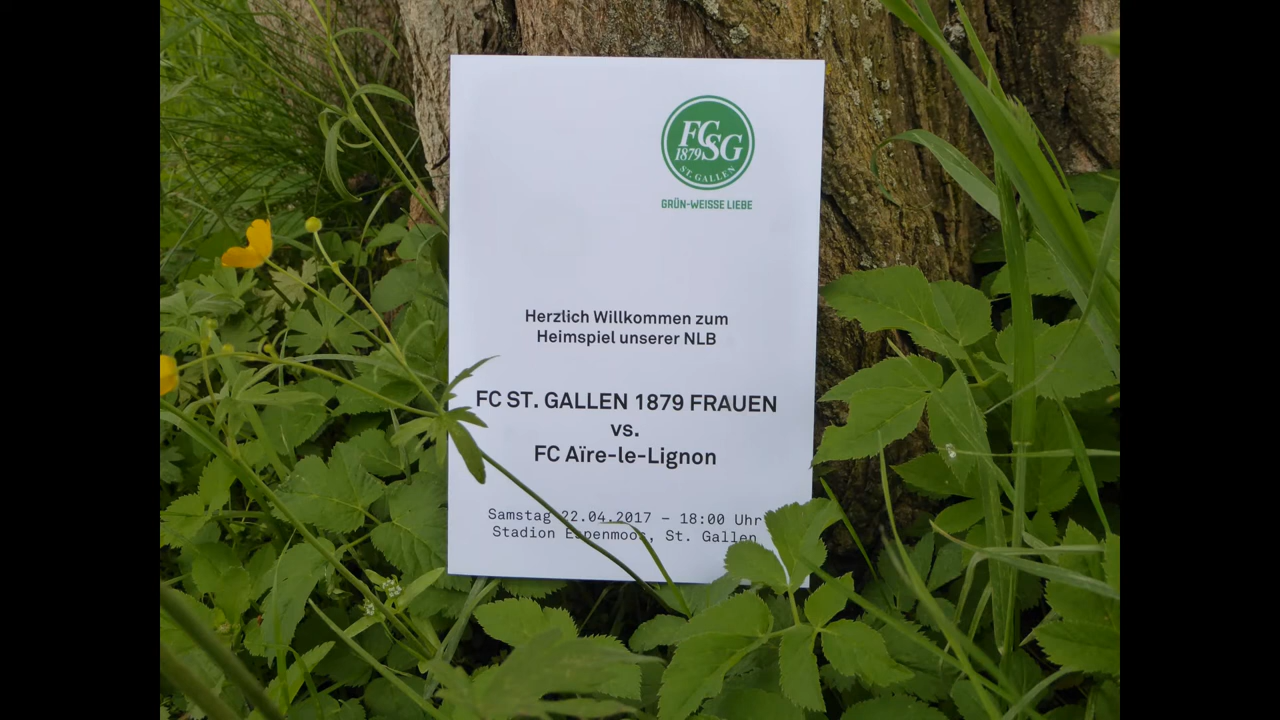 FCSG
1879
ST. GALLEN
GRÜN-WEISSE LIEBE
Herzlich Willkommen zum
Heimspiel unserer NLB
FC ST. GALLEN 1879 FRAUEN
vs.
FC Aïre-le-Lignon
Samstag 22.04.2017 – 18:00 Uhr
Stadion Espenmoos, St. Gallen